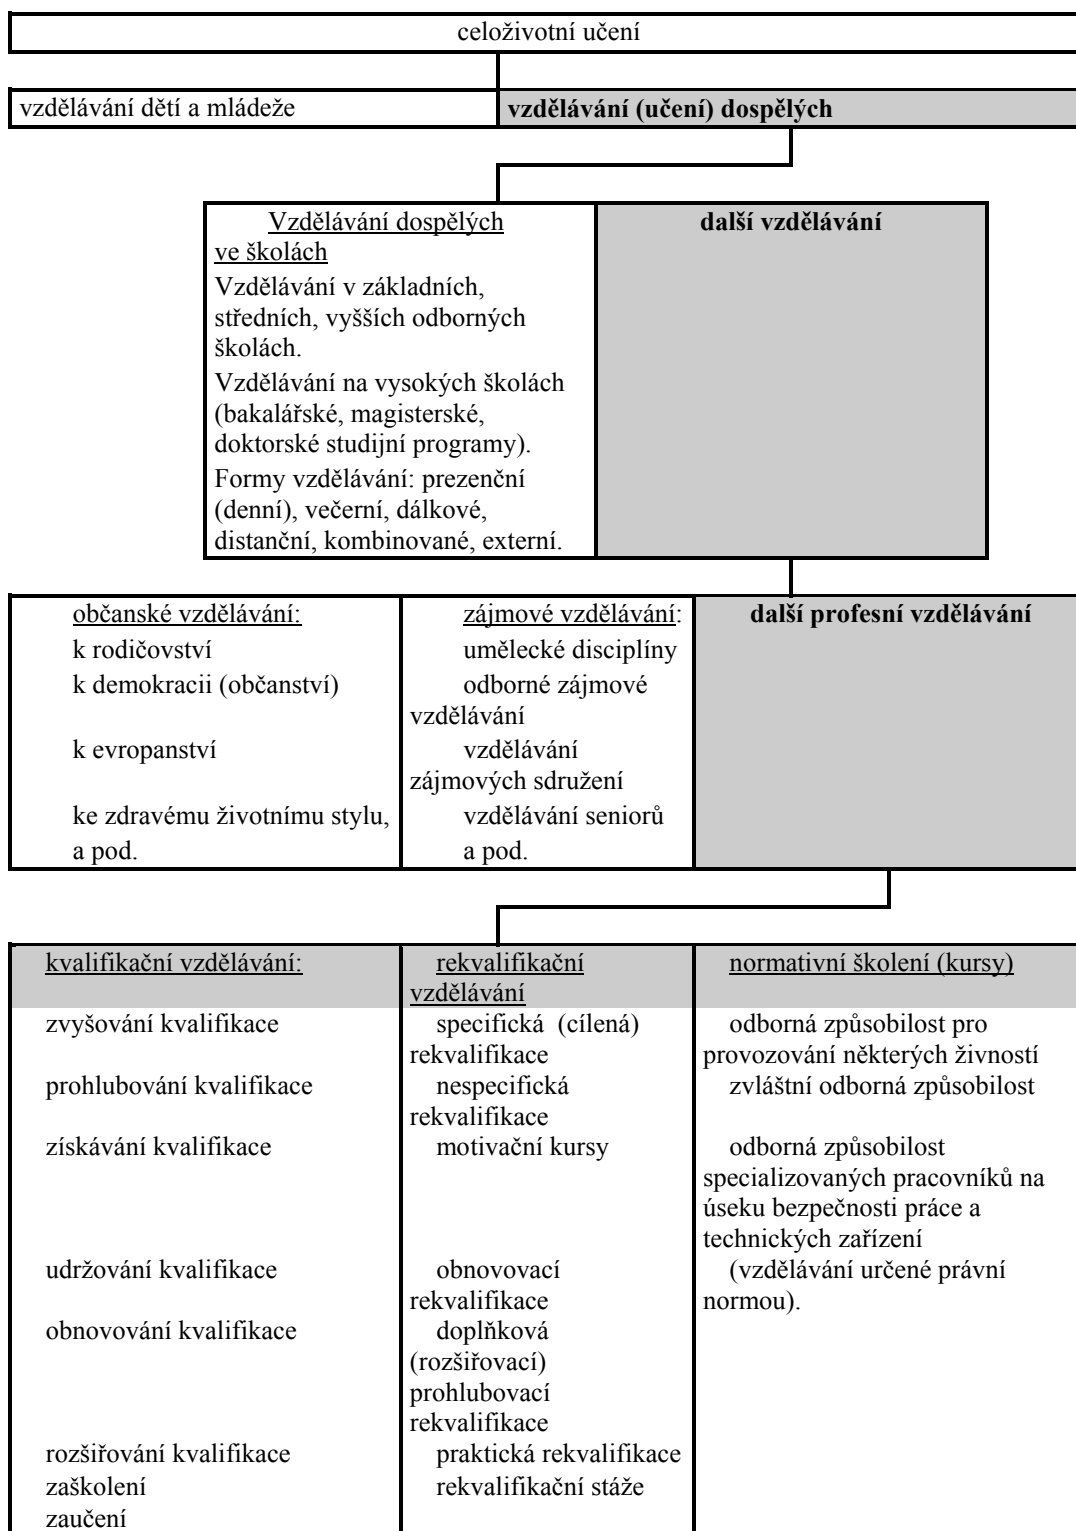 celoživotní učení
vzdělávání dětí a mládeže
vzdělávání (učení) dospělých
Vzdělávání dospělých
ve školách
Vzdělávání v základních,
středních, vyšších odborných
školách.
Vzdělávání na vysokých školách
(bakalářské, magisterské,
doktorské studijní programy).
Formy vzdělávání: prezenční
(denní), večerní, dálkové,
distanční, kombinované, externí.
další vzdělávání
občanské vzdělávání:
k rodičovství
k demokracii (občanství)
k evropanství
ke zdravému životnímu stylu,
a pod.
zájmové vzdělávání:
umělecké disciplíny
odborné zájmové
vzdělávání
vzdělávání
zájmových sdružení
vzdělávání seniorů
a pod.
další profesní vzdělávání
kvalifikační vzdělávání:
zvyšování kvalifikace
prohlubování kvalifikace
získávání kvalifikace
udržování kvalifikace
obnovování kvalifikace
rozšiřování kvalifikace
zaškolení
zaučení
rekvalifikační
vzdělávání
specifická (cílená)
rekvalifikace
nespecifická
rekvalifikace
motivační kursy
obnovovací
rekvalifikace
doplňková
(rozšiřovací)
prohlubovací
rekvalifikace
praktická rekvalifikace
rekvalifikační stáže
normativní školení (kursy)
odborná způsobilost pro
provozování některých živností
zvláštní odborná způsobilost
odborná způsobilost
specializovaných pracovníků na
úseku bezpečnosti práce a
technických zařízení
(vzdělávání určené právní
normou).